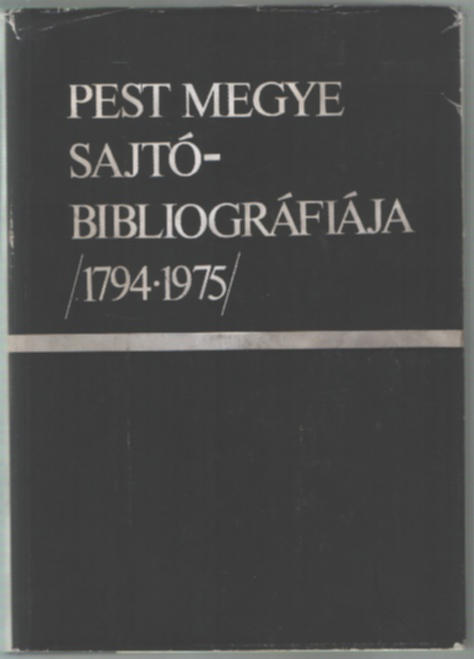 PEST MEGYE
SAJTÓ-
BIBLIOGRÁFIÁJA
/1794·1975/